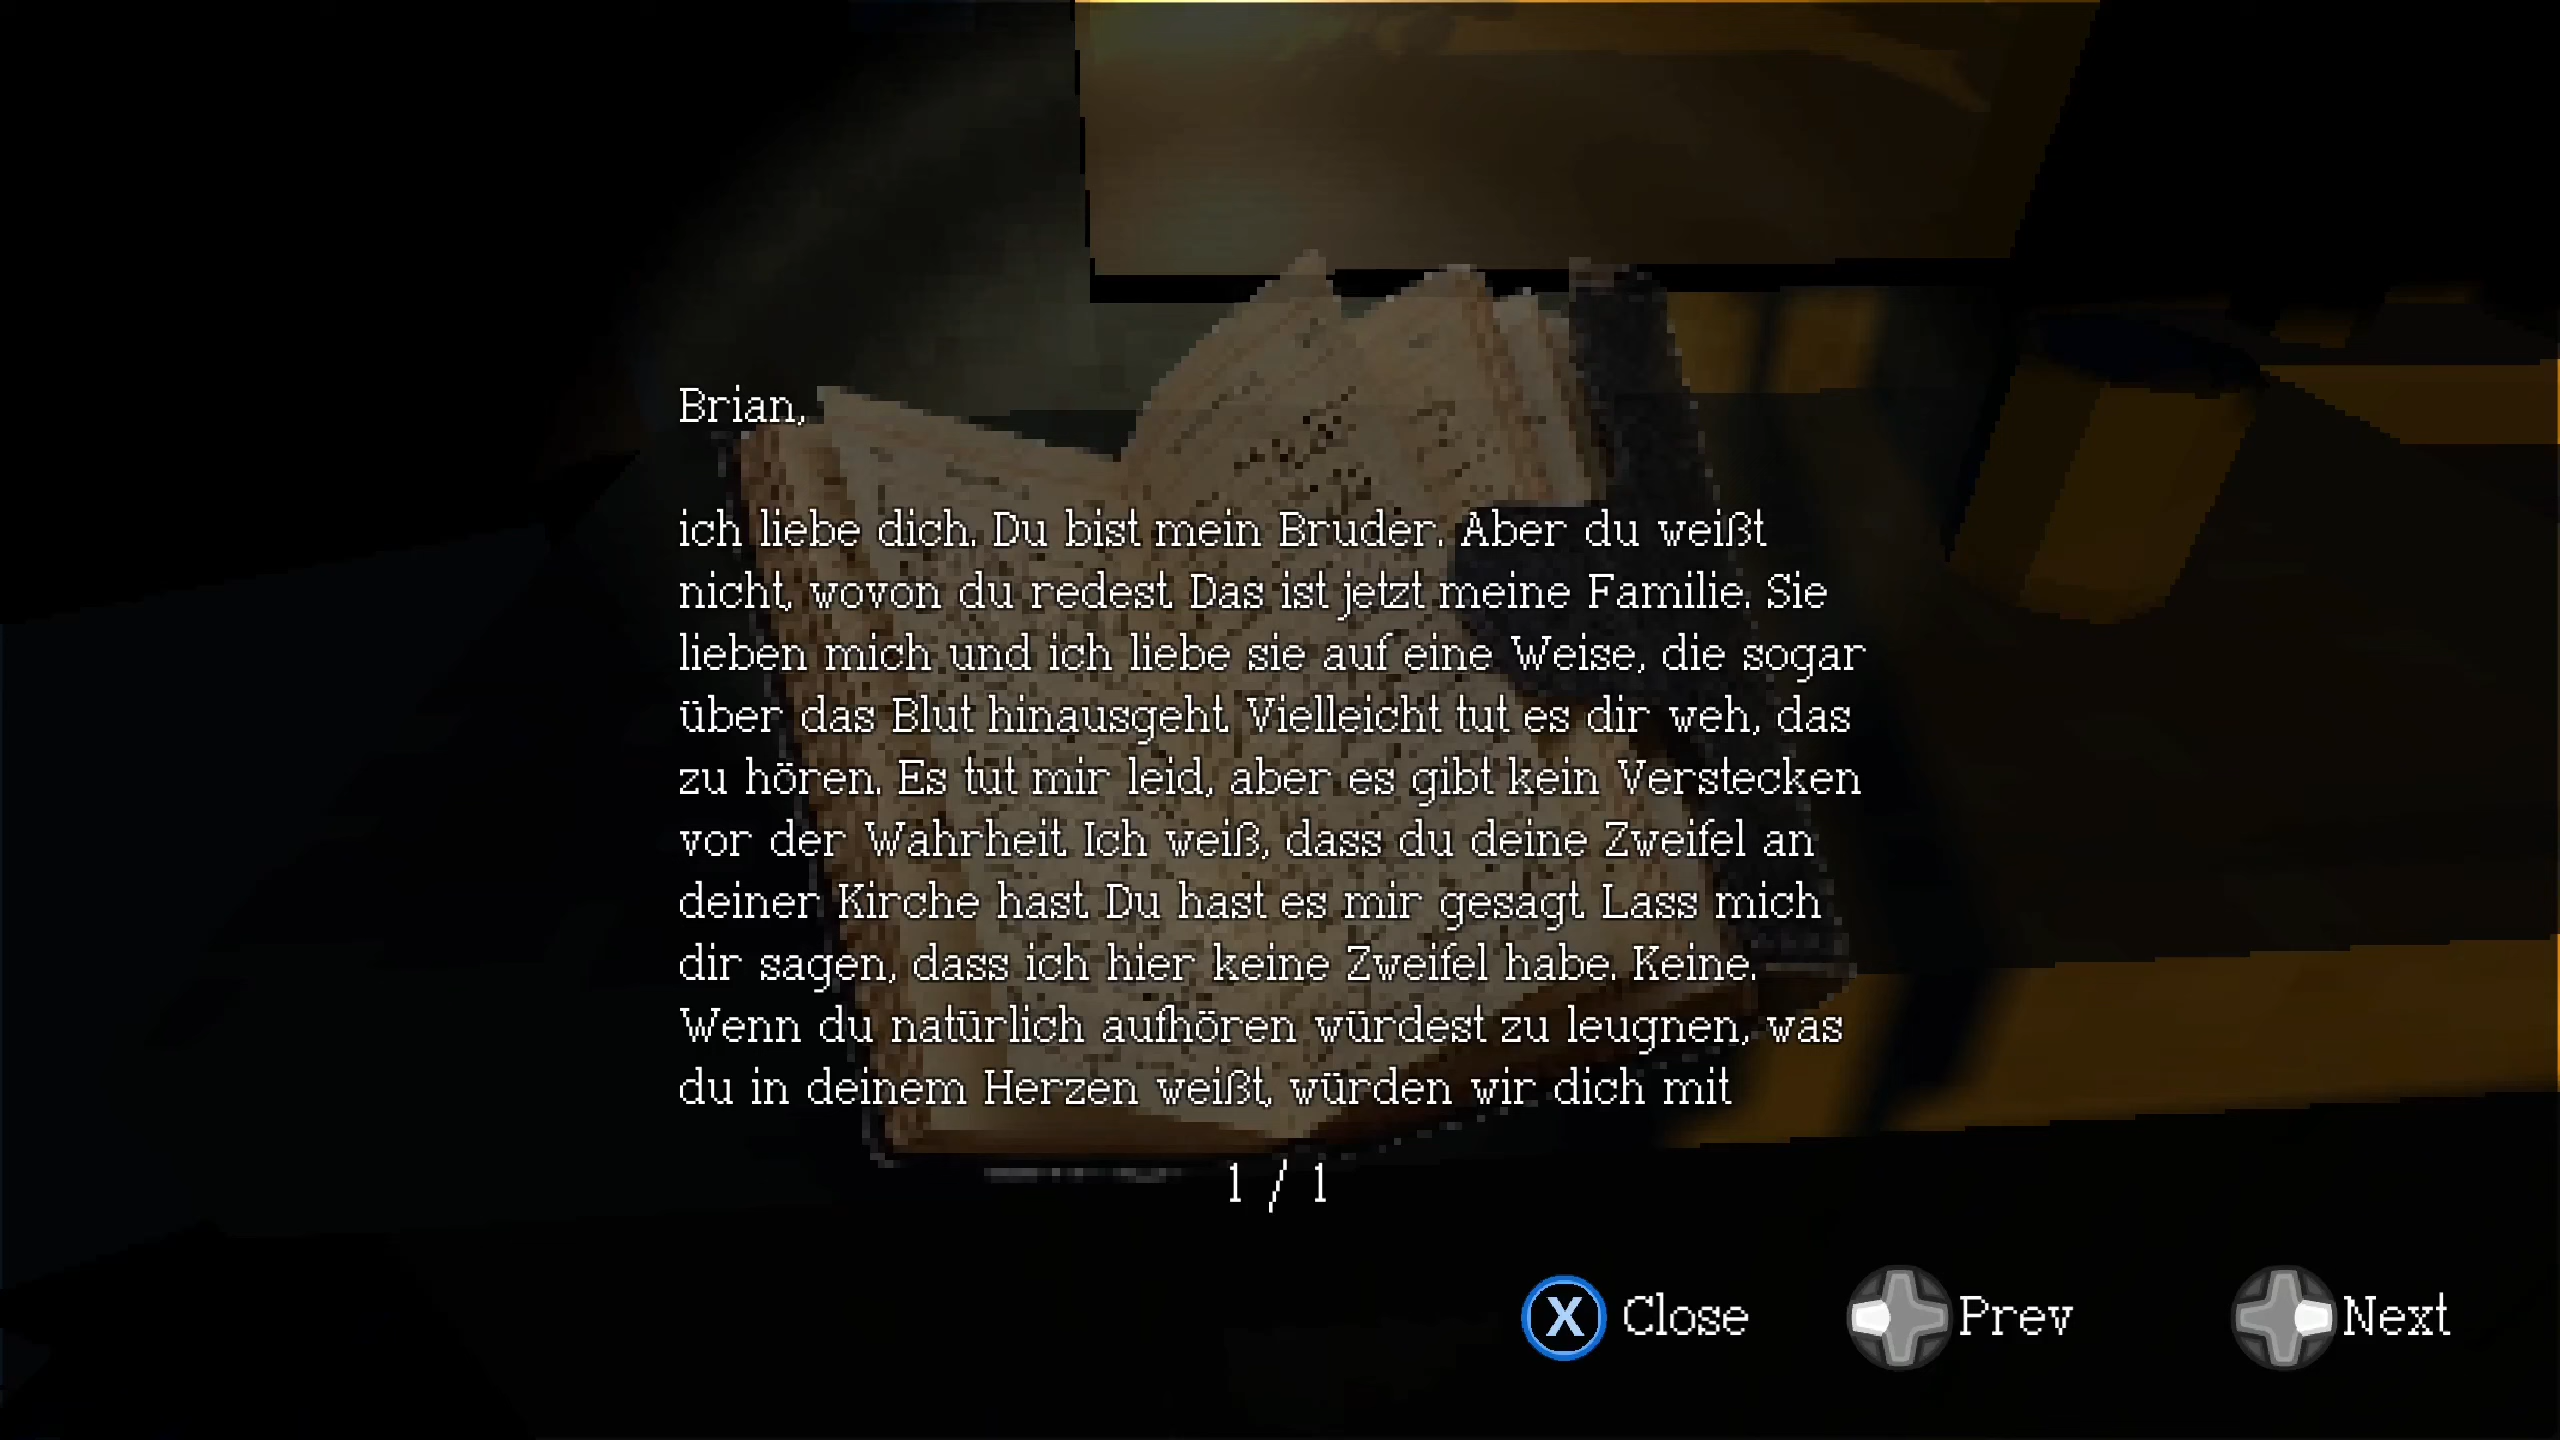 Brian,
ich liebe dich. Du bist mein Bruder. Aber du weißt
nicht, wovon du redest. Das ist jetzt meine Familie. Sie
lieben mich und ich liebe sie auf eine Weise, die sogar
über das Blut hinausgeht. Vielleicht tut es dir weh, das
zu hören. Es tut mir leid, aber es gibt kein Verstecken
vor der Wahrheit. Ich weiß, dass du deine Zweifel an
deiner Kirche hast. Du hast es mir gesagt. Lass mich
dir sagen, dass ich hier keine Zweifel habe. Keine.
Wenn du natürlich aufhören würdest zu leugnen, was
du in deinem Herzen weißt, würden wir dich mit
1 / 1
X Close Prev Next